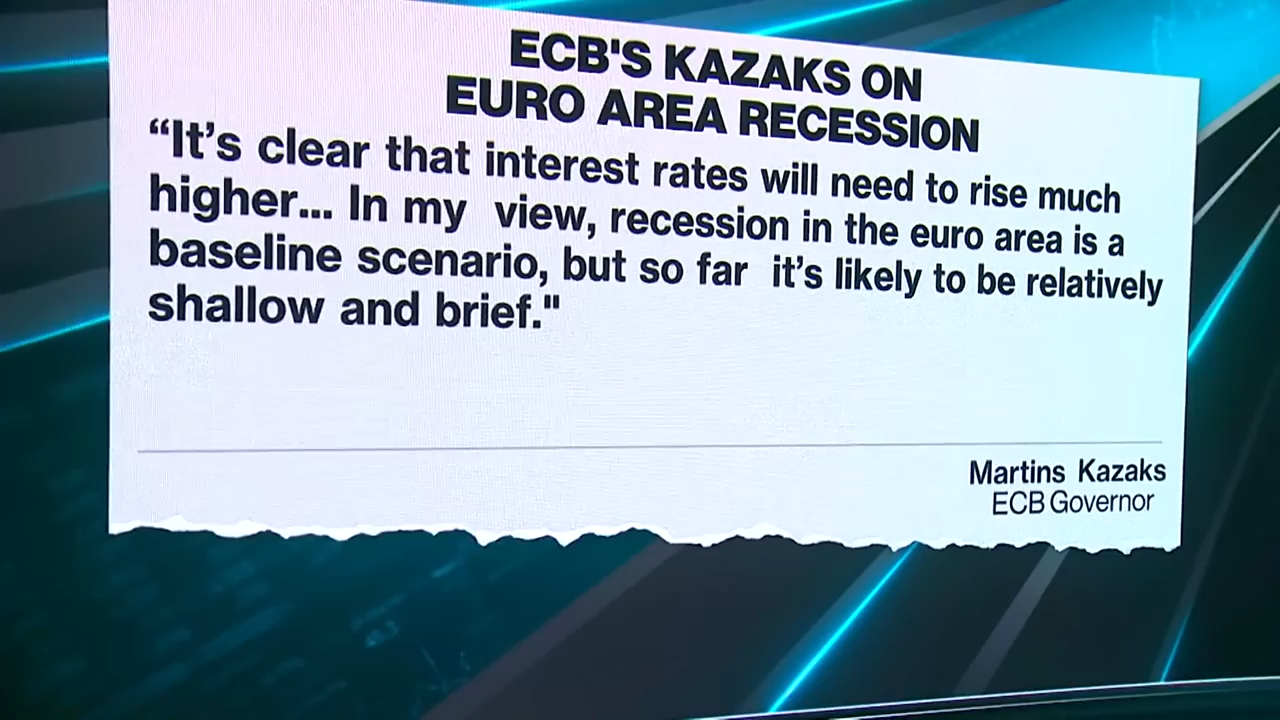 ECB'S KAZAKS ON
EURO AREA RECESSION
“It’s clear that interest rates will need to rise much
higher... In my view, recession in the euro area is a
baseline scenario, but so far it’s likely to be relatively
shallow and brief."
Martins Kazaks
ECB Governor